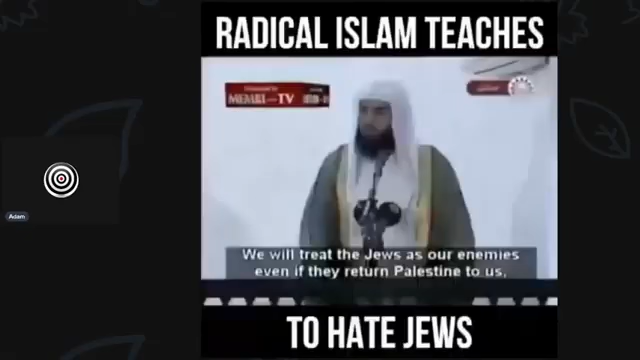 RADICAL ISLAM TEACHES
MEMRI TV
Adam
We will treat the Jews as our enemies
even if they return Palestine to us,
TO HATE JEWS